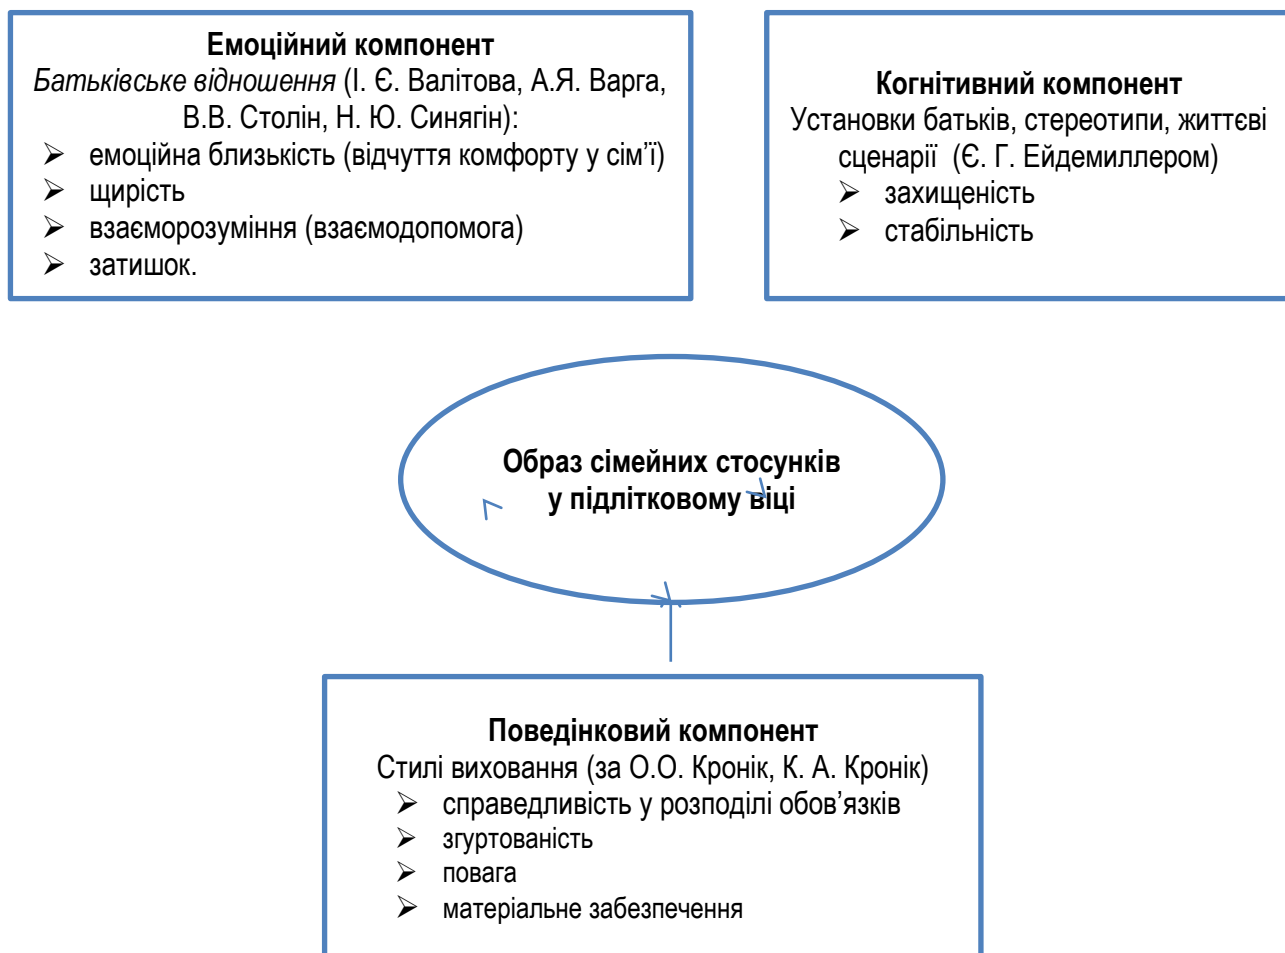 Емоційний компонент
Батьківське відношення (І. Є. Валітова, А.Я. Варга,
В.В. Столін, Н. Ю. Синягін):
➢ емоційна близькість (відчуття комфорту у сім’ї)
➢ щирість
➢ взаєморозуміння (взаємодопомога)
➢ затишок.
Когнітивний компонент
Установки батьків, стереотипи, життєві
сценарії (Є. Г. Ейдемиллером)
➢ захищеність
➢ стабільність
Образ сімейних стосунків
у підлітковому віці
Поведінковий компонент
Стилі виховання (за О.О. Кронік, К. А. Кронік)
➢ справедливість у розподілі обов’язків
➢ згуртованість
➢ повага
➢ матеріальне забезпечення